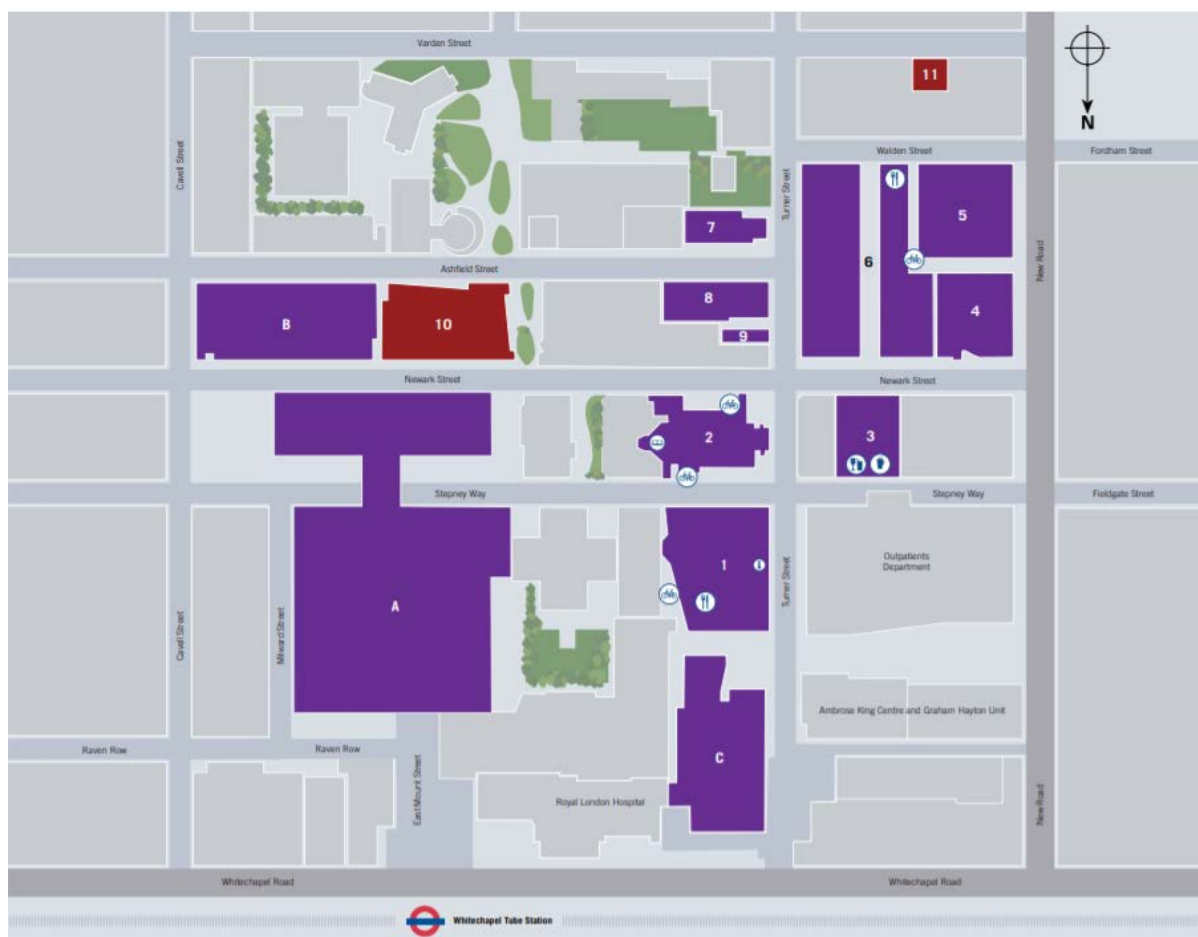 Varden Street
11
N
Cavell Street
Walden Street
Fordham Street
Turner Street
5
7
6
New Road
Ashfield Street
B
10
8
9
4
Newark Street
Newark Street
2
3
Stepney Way
Stepney Way
Fieldgate Street
1
Outpatients
Department
Turner Street
A
Cavell Street
Milward Street
Ambrose King Centre and Graham Hayton Unit
Raven Row
Raven Row
C
East Mount Street
Royal London Hospital
New Road
Whitechapel Road
Whitechapel Road
Whitechapel Tube Station